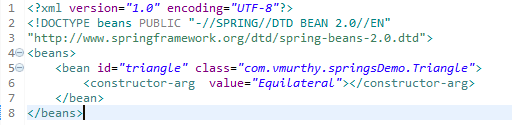 1 <?xml version="1.0" encoding="UTF-8"?>
2 <!DOCTYPE beans PUBLIC "-//SPRING//DTD BEAN 2.0//EN"
3 "http://www.springframework.org/dtd/spring-beans-2.0.dtd">
4 <beans>
5 <bean id="triangle" class="com.vmurthy.springsDemo.Triangle">
6 <constructor-arg  value="Equilateral"></constructor-arg>
7 </bean>
8 </beans>